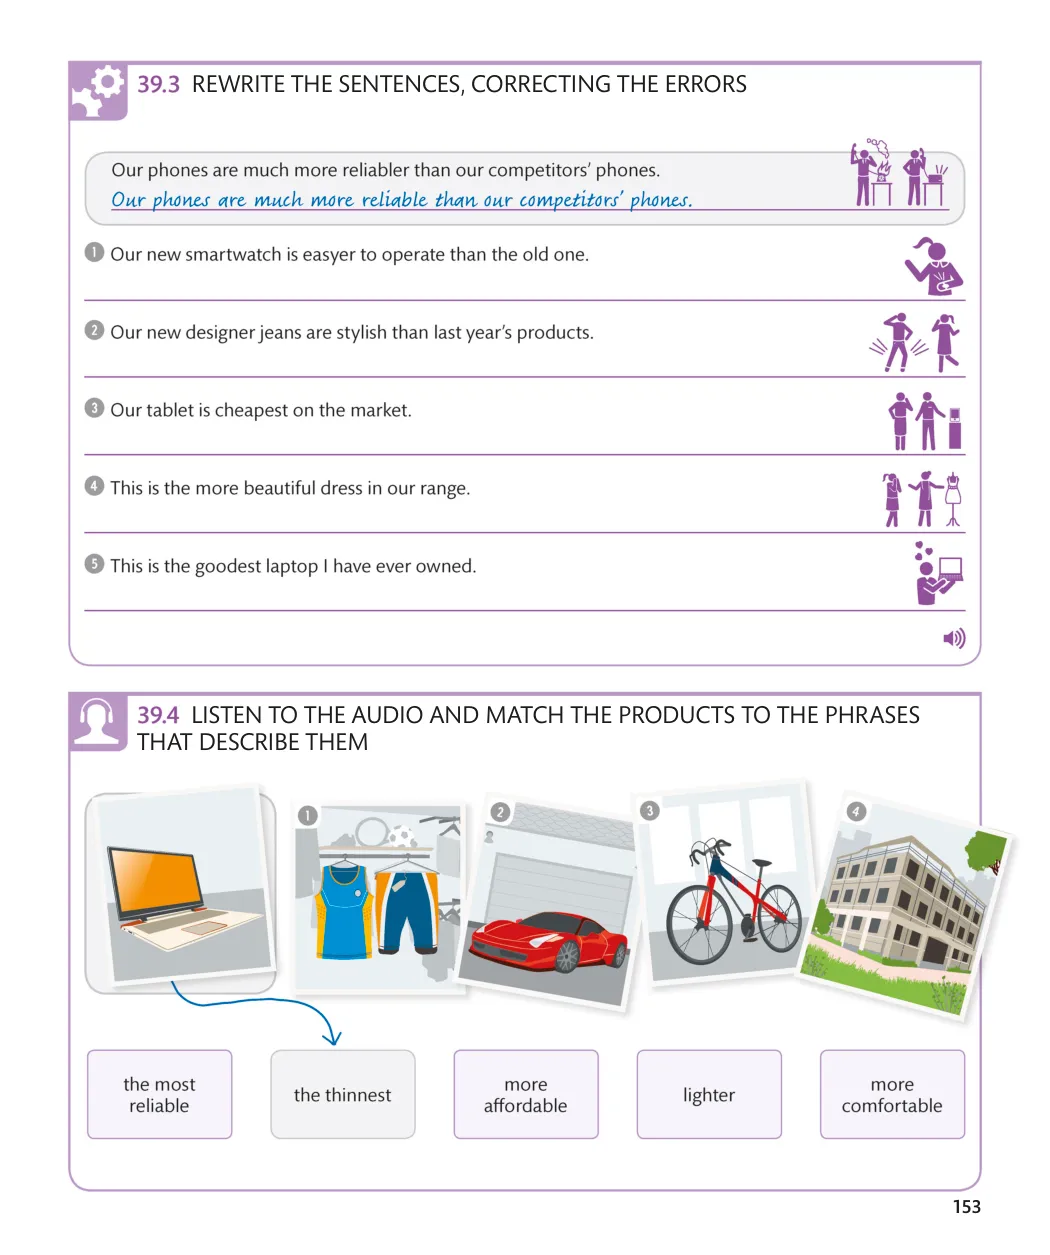 39.3 REWRITE THE SENTENCES, CORRECTING THE ERRORS
Our phones are much more reliabler than our competitors’ phones.
Our phones are much more reliable than our competitors’ phones.
1 Our new smartwatch is easyer to operate than the old one.
2 Our new designer jeans are stylish than last year’s products.
3 Our tablet is cheapest on the market.
4 This is the more beautiful dress in our range.
5 This is the goodest laptop I have ever owned.
39.4 LISTEN TO THE AUDIO AND MATCH THE PRODUCTS TO THE PHRASES
THAT DESCRIBE THEM
1
2
3
4
the most
reliable
the thinnest
more
affordable
lighter
more
comfortable
153